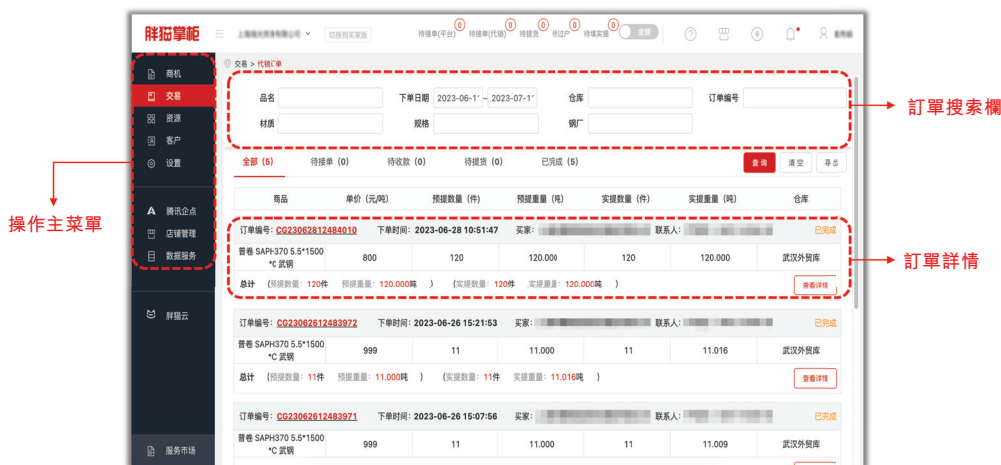 胖猫掌柜
切换到买家版
待接单(平台) 0 待接单(代销) 0 待提货 0 待过户 0 待填实提 0 全部
交易 > 代销订单
商机
交易
资源
客户
设置
腾讯企点
店铺管理
数据服务
胖猫云
服务市场
操作主菜單
訂單搜索欄
訂單詳情
品名 下单日期 2023-06-1 ~ 2023-07-1 仓库 订单编号
材质 规格 钢厂
全部 (5) 待接单 (0) 待收款 (0) 待提货 (0) 已完成 (5) 查询 清空 导出
商品 单价 (元/吨) 预提数量 (件) 预提重量 (吨) 实提数量 (件) 实提重量 (吨) 仓库
订单编号: CG23062812484010 下单时间: 2023-06-28 10:51:47 买家: 联系人: 已完成
普卷 SAPH370 5.5*1500 800 120 120.000 120 120.000 武汉外贸库
*C 武钢
总计 (预提数量: 120件 预提重量: 120.000吨 ) (实提数量: 120件 实提重量: 120.000吨 ) 查看详情
订单编号: CG23062612483972 下单时间: 2023-06-26 15:21:53 买家: 联系人: 已完成
普卷 SAPH370 5.5*1500 999 11 11.000 11 11.016 武汉外贸库
*C 武钢
总计 (预提数量: 11件 预提重量: 11.000吨 ) (实提数量: 11件 实提重量: 11.016吨 ) 查看详情
订单编号: CG23062612483971 下单时间: 2023-06-26 15:07:56 买家: 联系人: 已完成
普卷 SAPH370 5.5*1500 999 11 11.000 11 11.009 武汉外贸库
*C 武钢